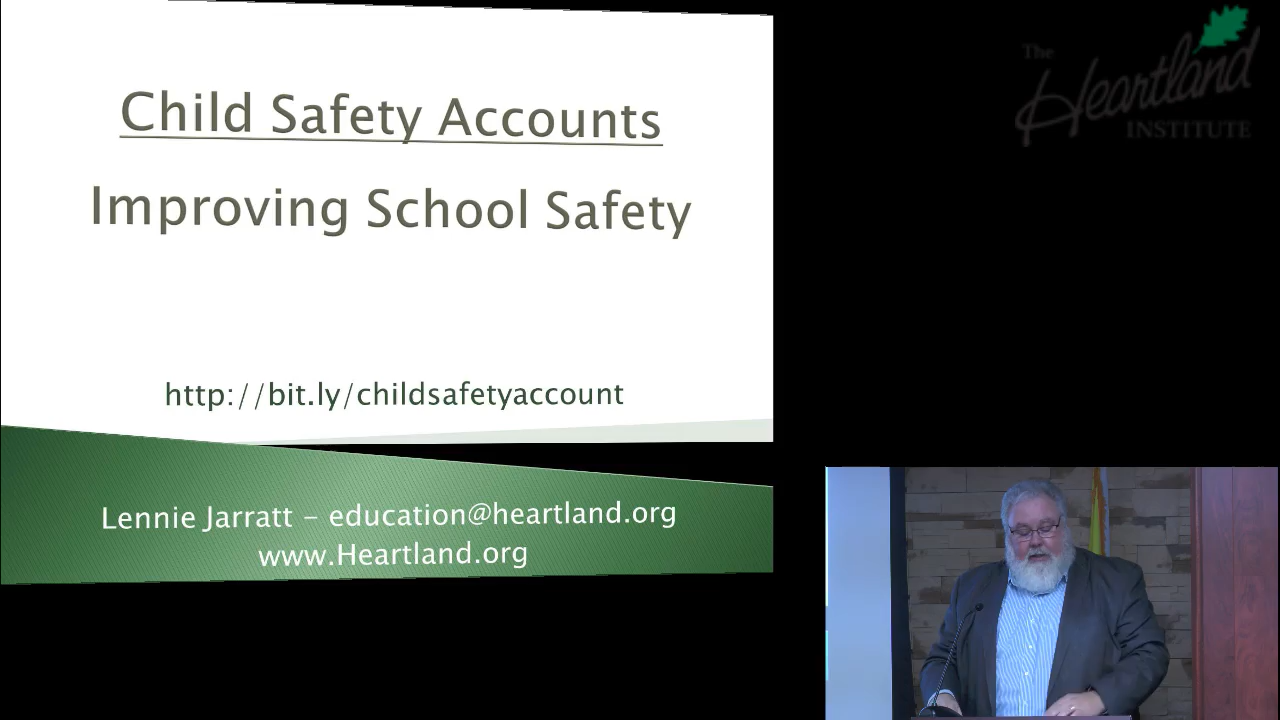 Child Safety Accounts
Improving School Safety
http://bit.ly/childsafetyaccount
Lennie Jarratt – education@heartland.org
www.Heartland.org
The
Heartland
INSTITUTE